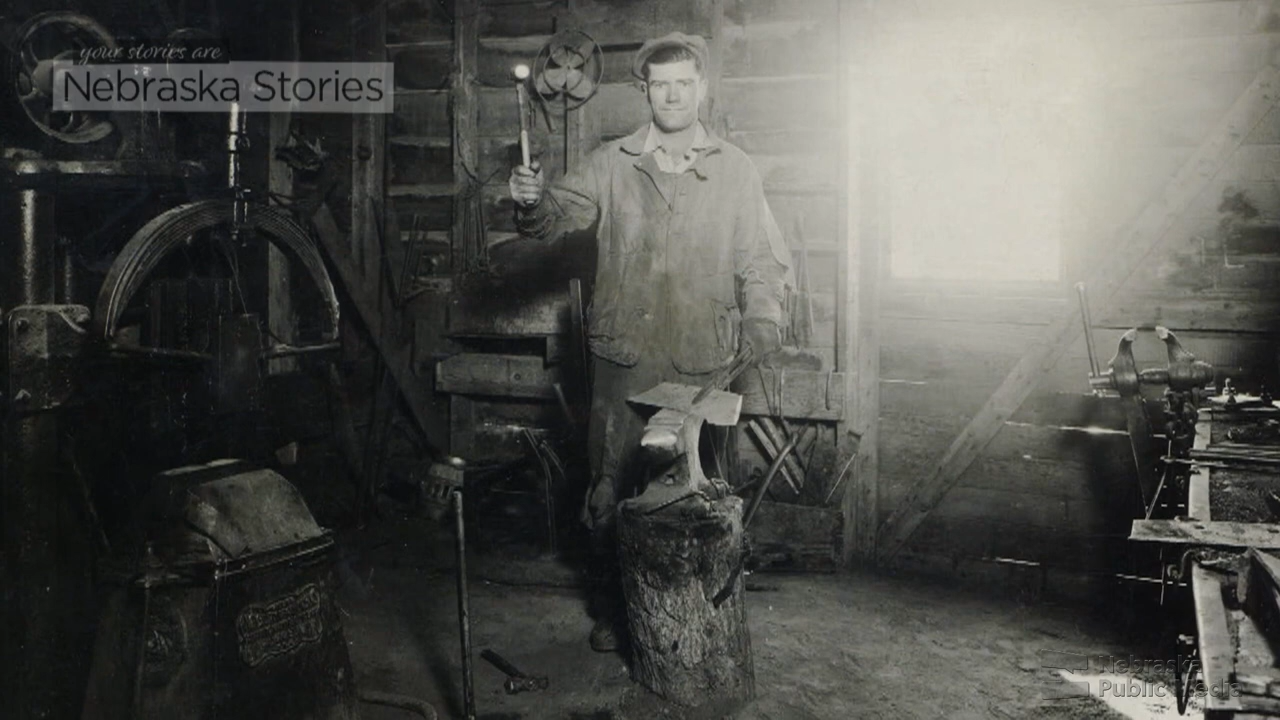 your stories are
Nebraska Stories
Nebraska
Public Media